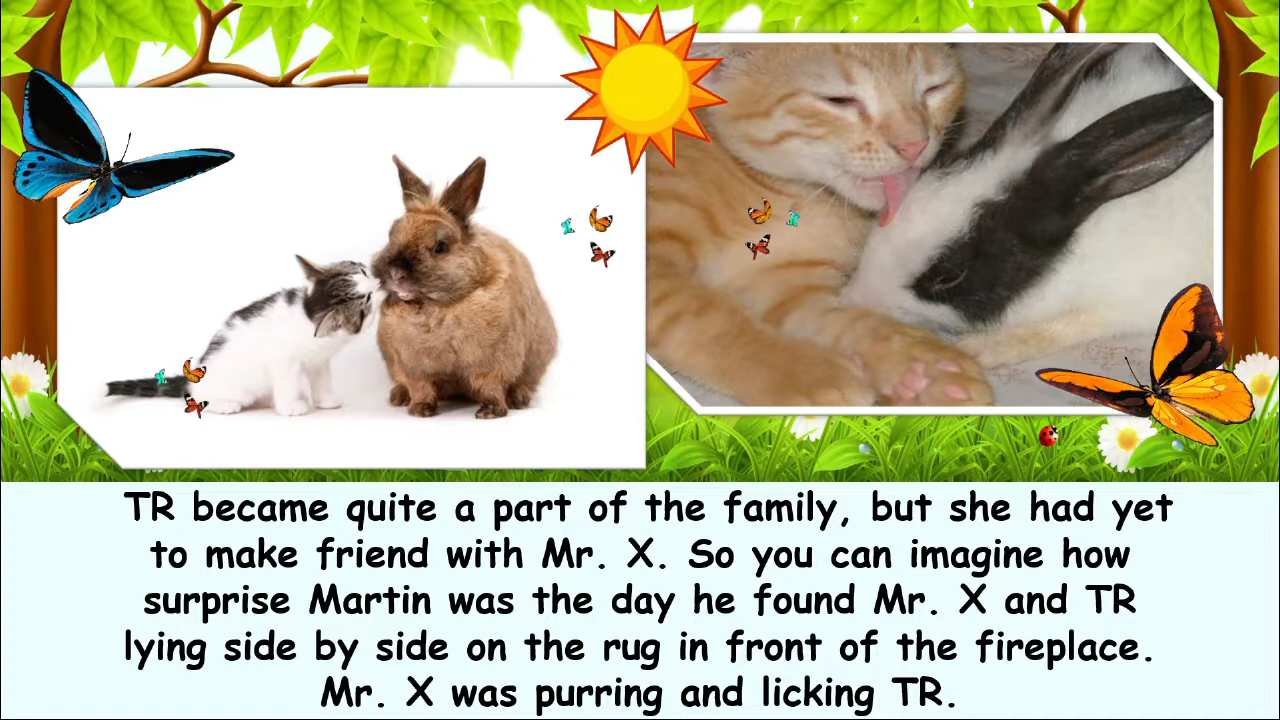 TR became quite a part of the family, but she had yet
to make friend with Mr. X. So you can imagine how
surprise Martin was the day he found Mr. X and TR
lying side by side on the rug in front of the fireplace.
Mr. X was purring and licking TR.